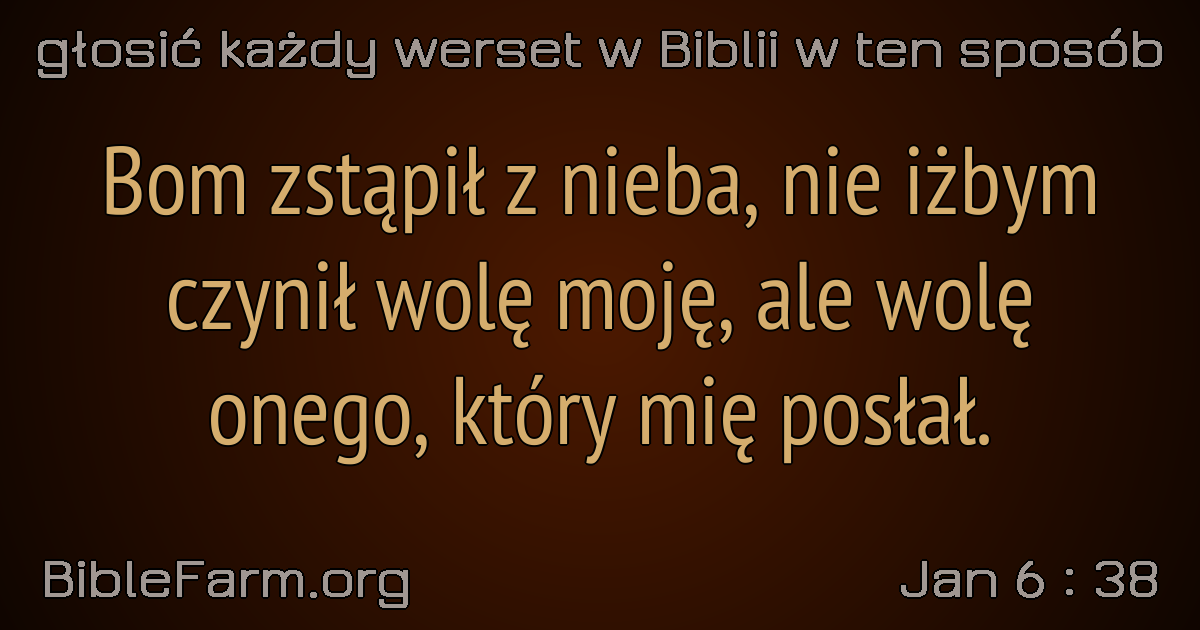 głosić każdy werset w Biblii w ten sposób
Bom zstąpił z nieba, nie iżbym
czynił wolę moję, ale wolę
onego, który mię posłał.
BibleFarm.org
Jan 6 : 38